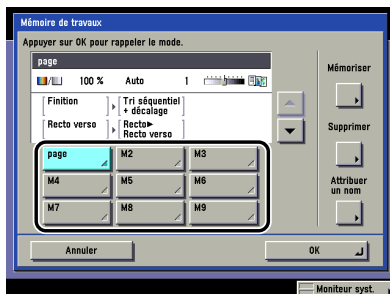 Mémoire de travaux
Appuyer sur OK pour rappeler le mode.
page
100 % Auto 1
Finition Tri séquentiel + décalage
Recto verso Recto► Recto verso
Mémoriser
Supprimer
Attribuer un nom
page M2 M3
M4 M5 M6
M7 M8 M9
Annuler OK
Moniteur syst.